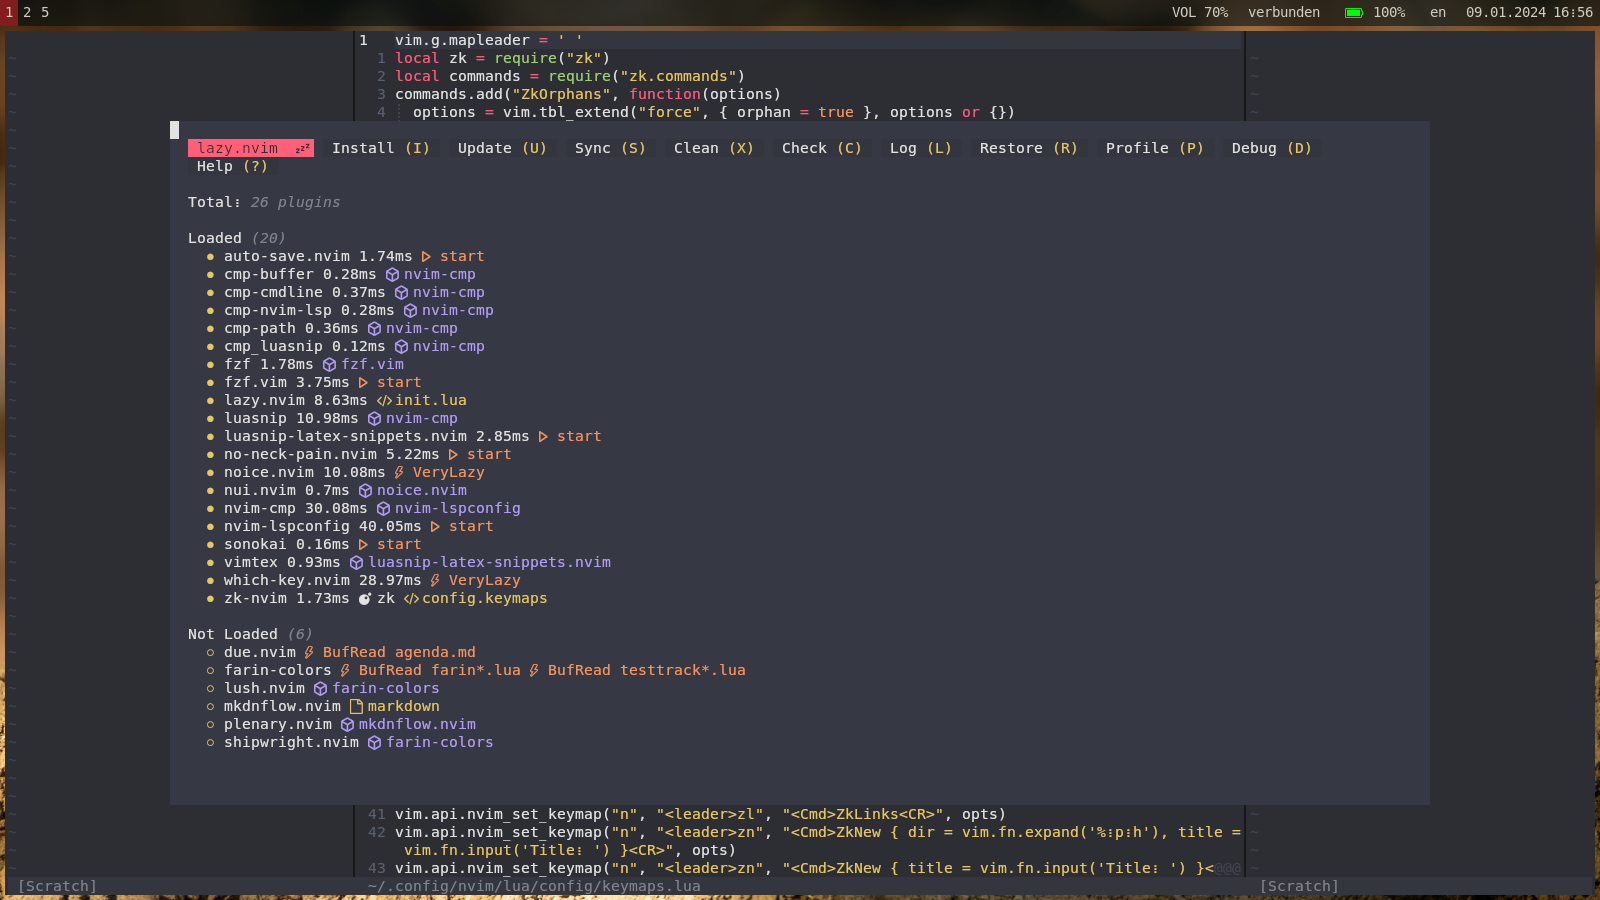 1 2 5 VOL 70% verbunden 100% en 09.01.2024 16:56
1 vim.g.mapleader = ' '
1 local zk = require("zk")
2 local commands = require("zk.commands")
3 commands.add("ZkOrphans", function(options)
4 options = vim.tbl_extend("force", { orphan = true }, options or {})
lazy.nvim zzz Install (I) Update (U) Sync (S) Clean (X) Check (C) Log (L) Restore (R) Profile (P) Debug (D)
Help (?)
Total: 26 plugins
Loaded (20)
● auto-save.nvim 1.74ms start
● cmp-buffer 0.28ms nvim-cmp
● cmp-cmdline 0.37ms nvim-cmp
● cmp-nvim-lsp 0.28ms nvim-cmp
● cmp-path 0.36ms nvim-cmp
● cmp_luasnip 0.12ms nvim-cmp
● fzf 1.78ms fzf.vim
● fzf.vim 3.75ms start
● lazy.nvim 8.63ms </> init.lua
● luasnip 10.98ms nvim-cmp
● luasnip-latex-snippets.nvim 2.85ms start
● no-neck-pain.nvim 5.22ms start
● noice.nvim 10.08ms VeryLazy
● nui.nvim 0.7ms noice.nvim
● nvim-cmp 30.08ms nvim-lspconfig
● nvim-lspconfig 40.05ms start
● sonokai 0.16ms start
● vimtex 0.93ms luasnip-latex-snippets.nvim
● which-key.nvim 28.97ms VeryLazy
● zk-nvim 1.73ms zk </> config.keymaps
Not Loaded (6)
○ due.nvim BufRead agenda.md
○ farin-colors BufRead farin*.lua BufRead testtrack*.lua
○ lush.nvim farin-colors
○ mkdnflow.nvim markdown
○ plenary.nvim mkdnflow.nvim
○ shipwright.nvim farin-colors
41 vim.api.nvim_set_keymap("n", "<leader>zl", "<Cmd>ZkLinks<CR>", opts)
42 vim.api.nvim_set_keymap("n", "<leader>zn", "<Cmd>ZkNew { dir = vim.fn.expand('%:p:h'), title =
vim.fn.input('Title: ') }<CR>", opts)
43 vim.api.nvim_set_keymap("n", "<leader>zn", "<Cmd>ZkNew { title = vim.fn.input('Title: ') }<@@@
[Scratch] ~/.config/nvim/lua/config/keymaps.lua [Scratch]